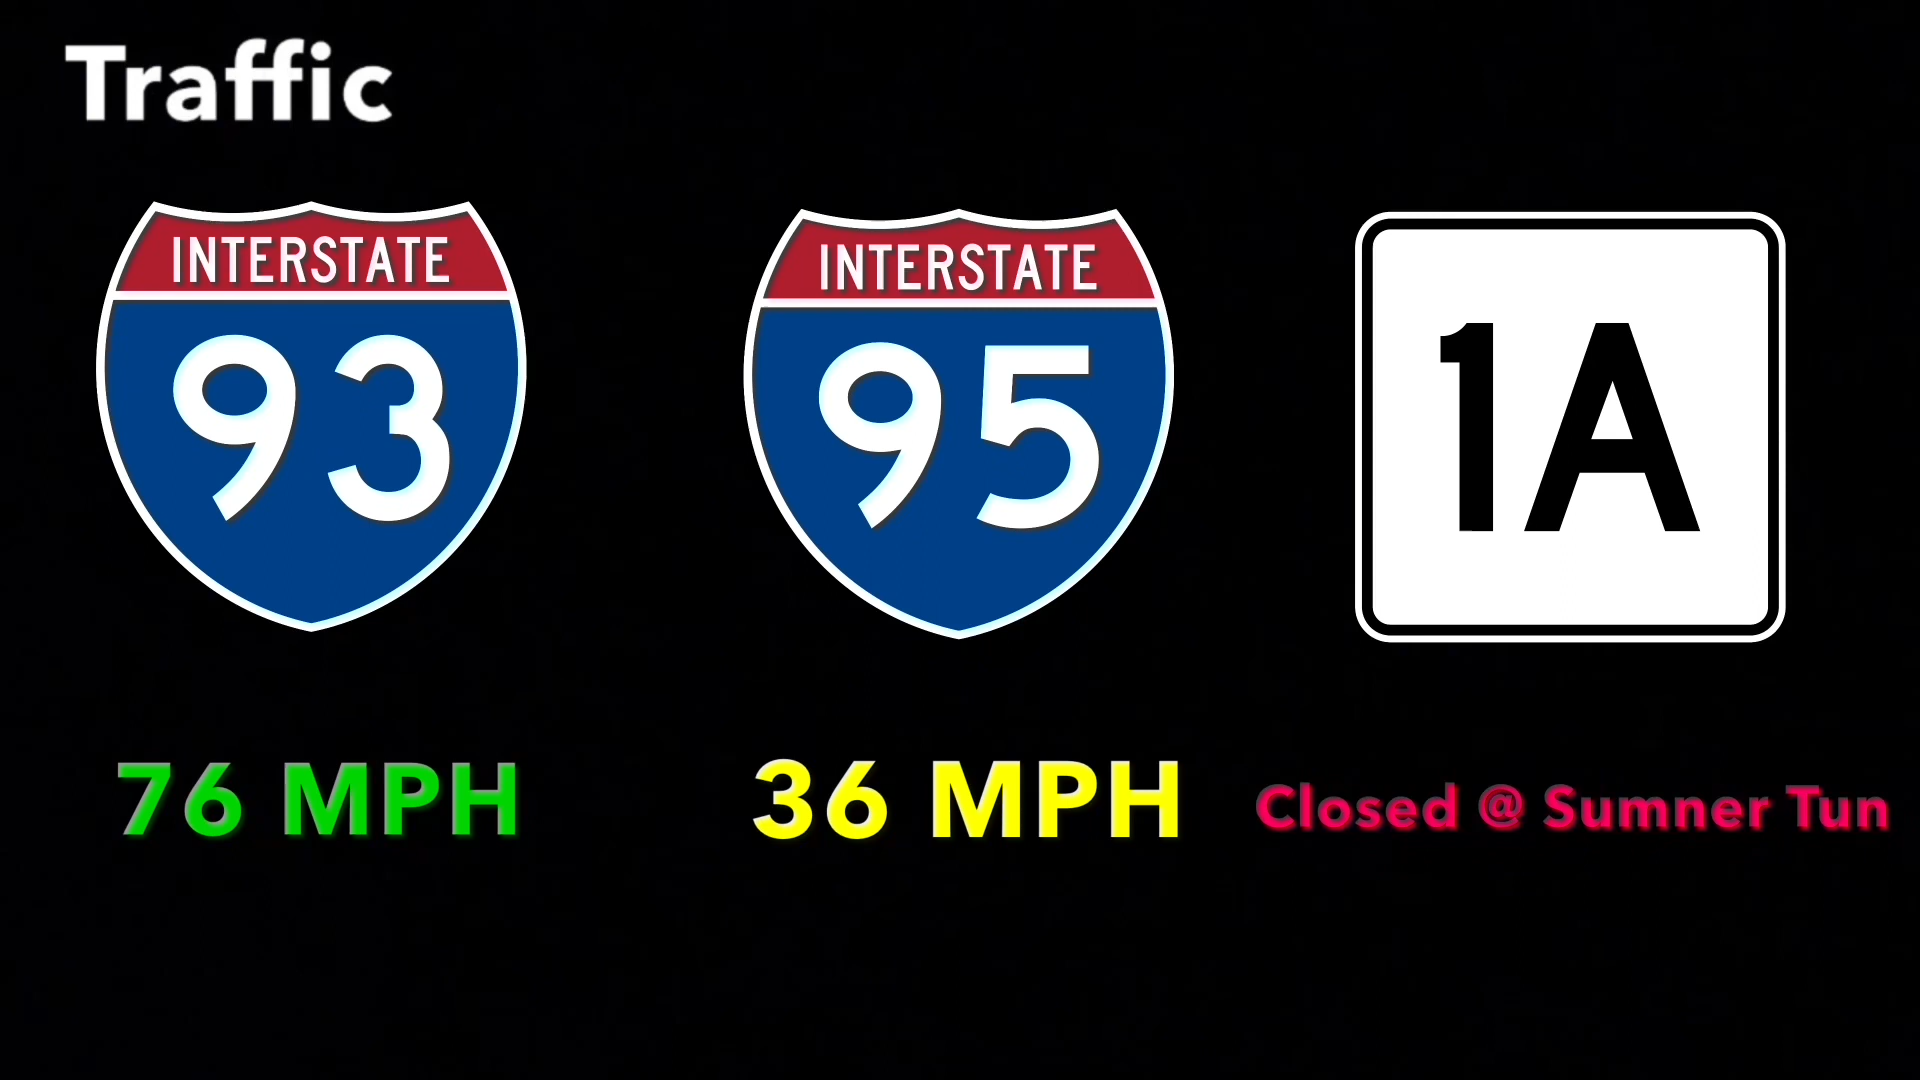 Traffic
INTERSTATE
93
INTERSTATE
95
1A
76 MPH
36 MPH
Closed @ Sumner Tun